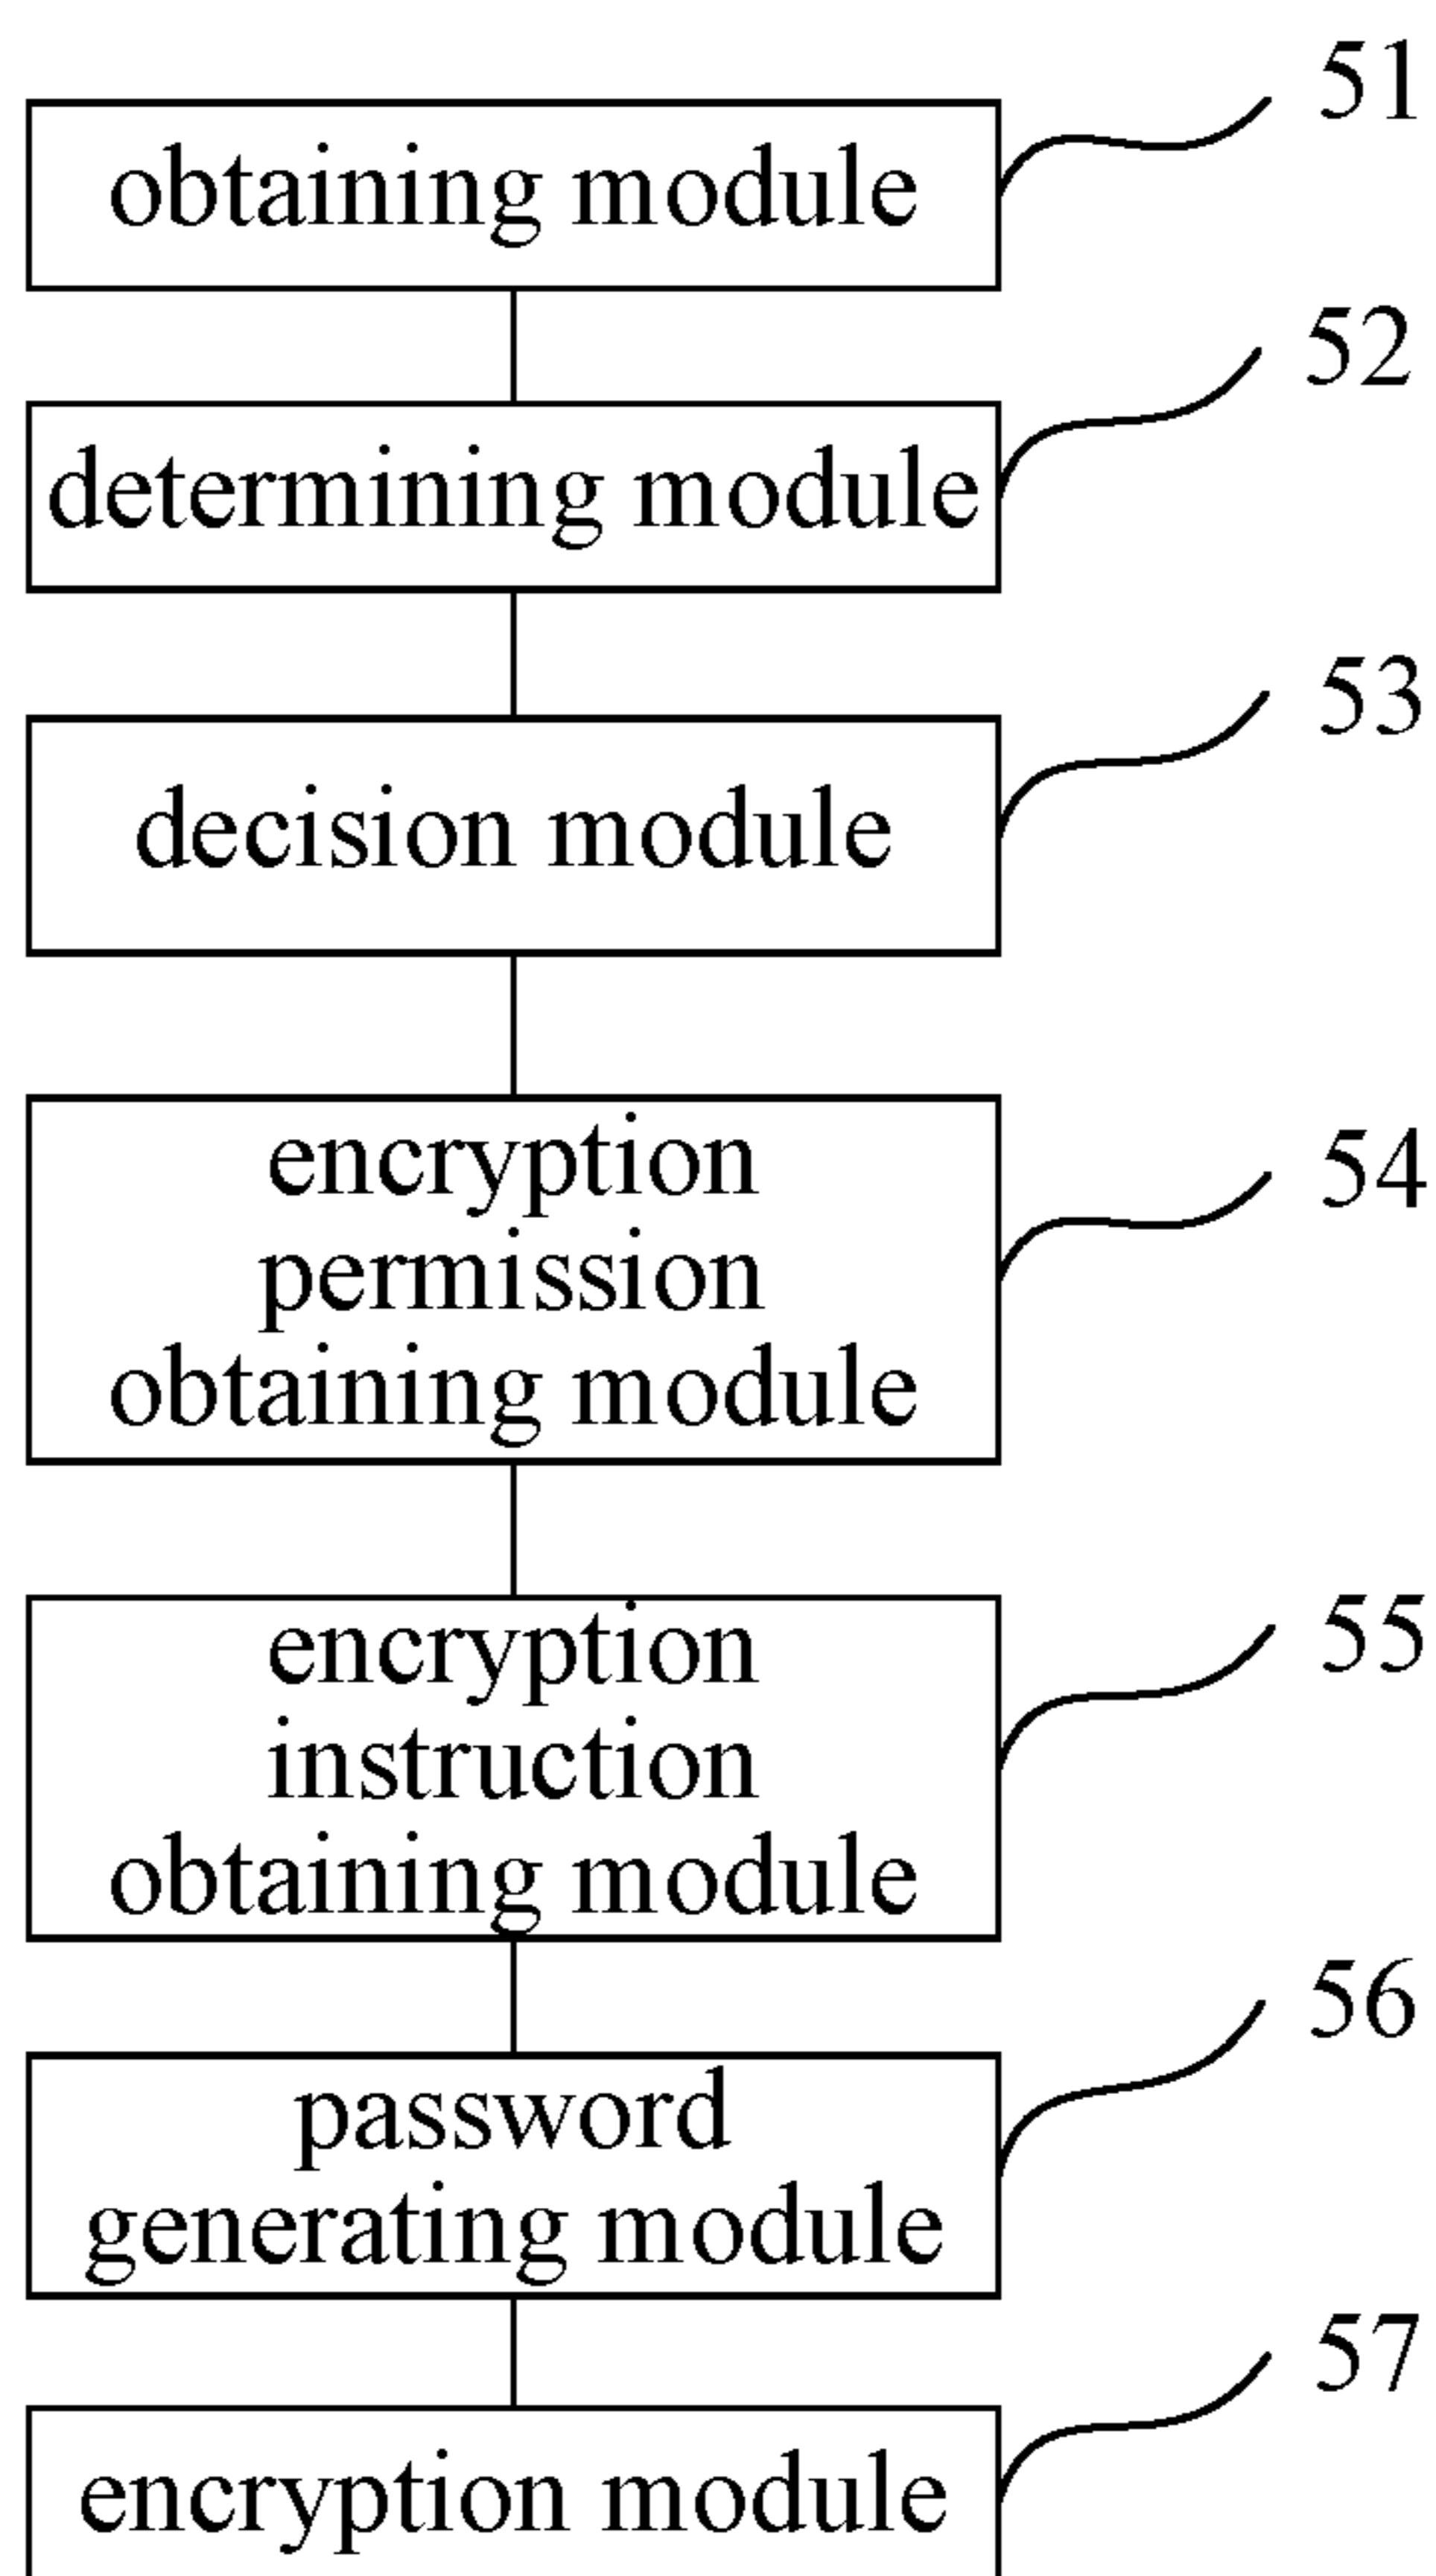 51
obtaining module
52
determining module
53
decision module
54
encryption
permission
obtaining module
55
encryption
instruction
obtaining module
56
password
generating module
57
encryption module